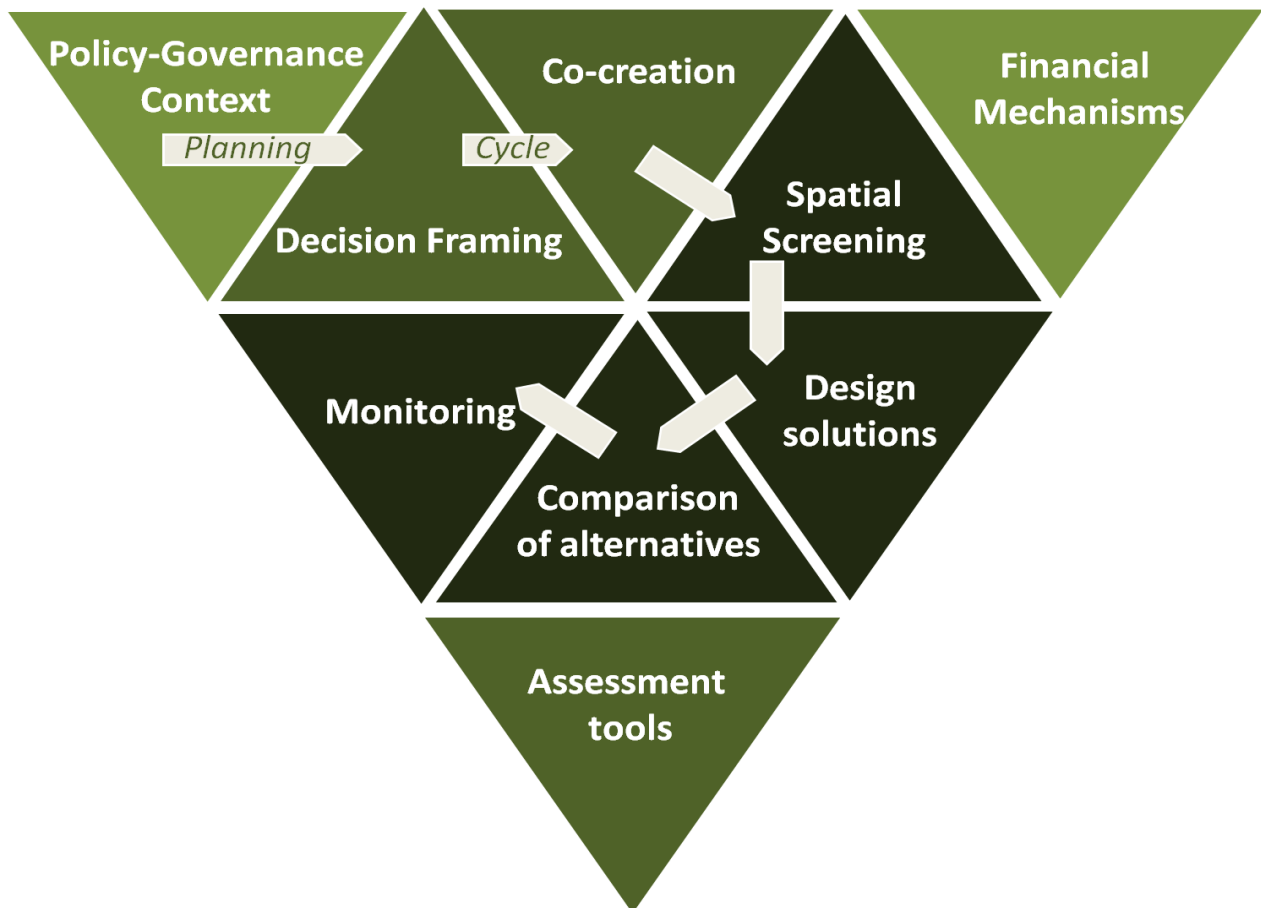 Policy-Governance
Context
Planning
Cycle
Decision Framing
Co-creation
Spatial
Screening
Financial
Mechanisms
Monitoring
Comparison
of alternatives
Design
solutions
Assessment
tools